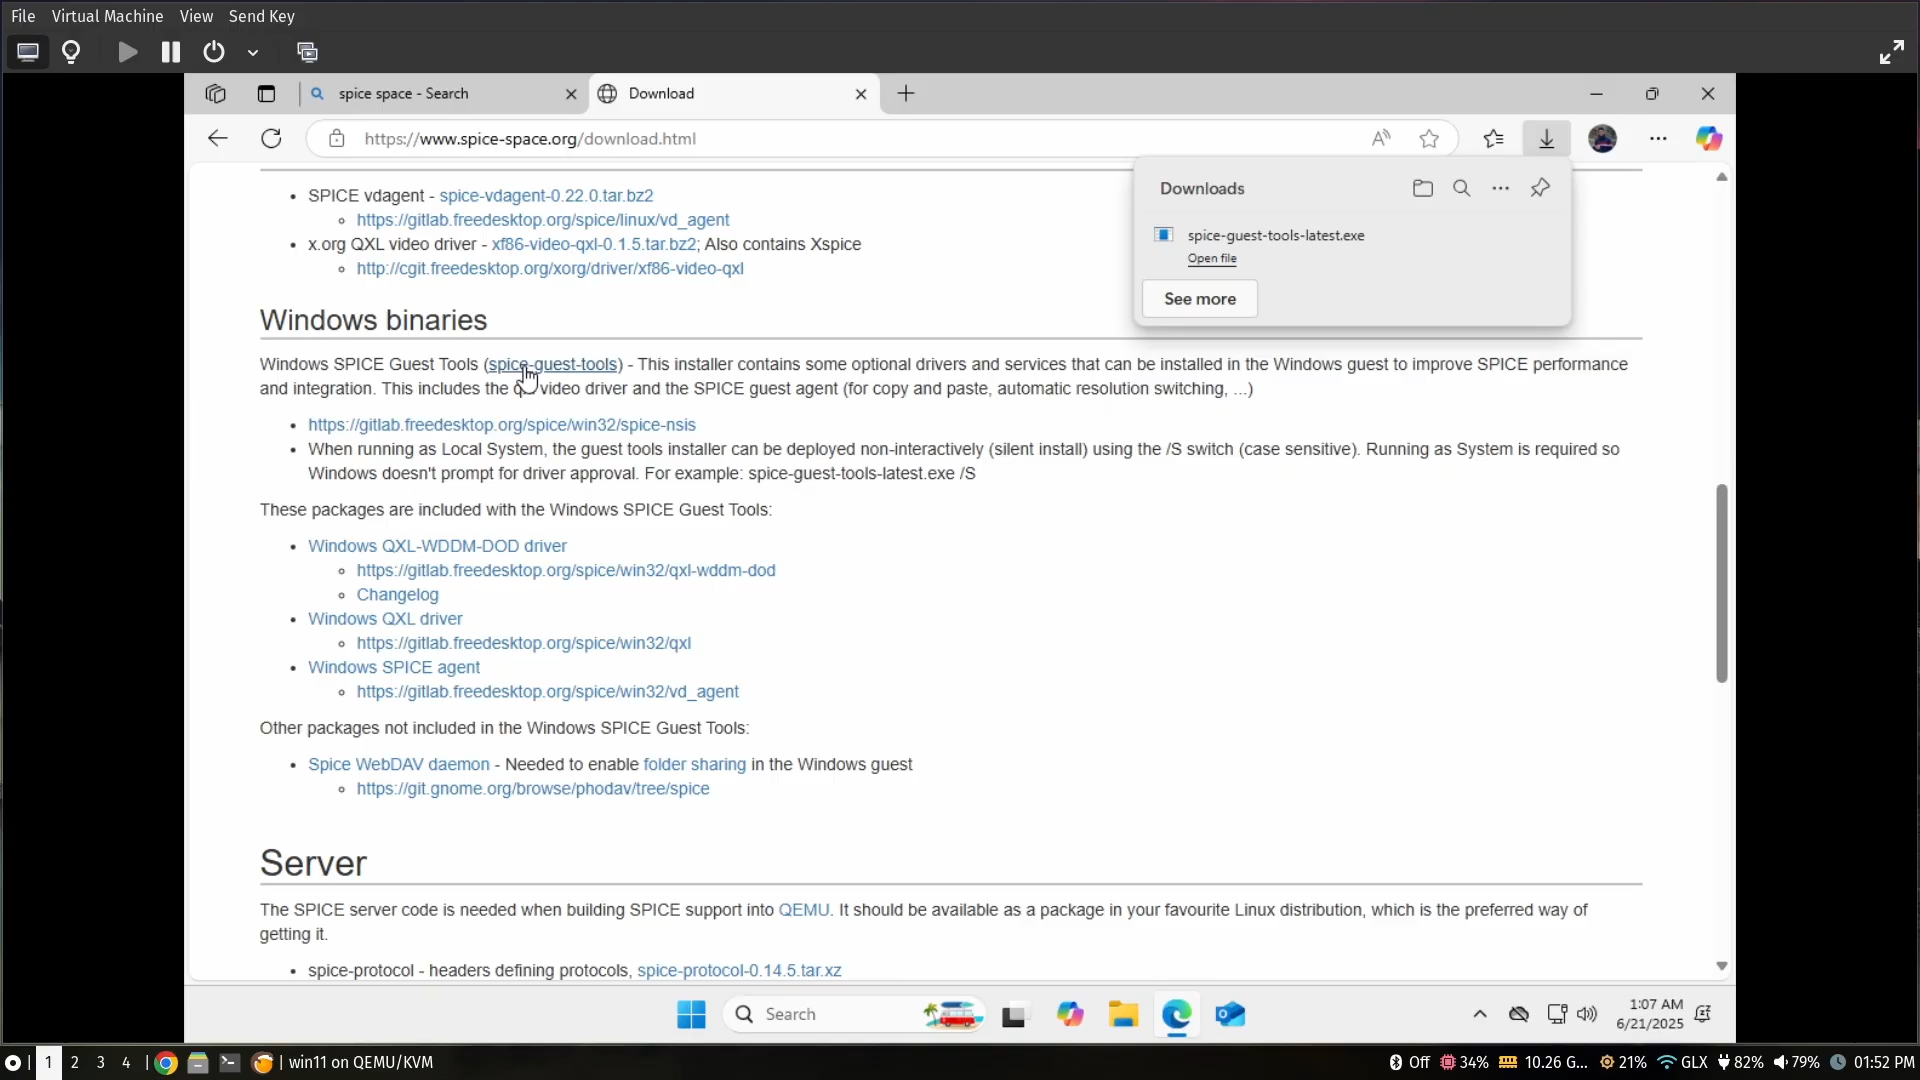 File Virtual Machine View Send Key
spice space - Search
Download
https://www.spice-space.org/download.html
Downloads
spice-guest-tools-latest.exe
Open file
See more
• SPICE vdagent - spice-vdagent-0.22.0.tar.bz2
https://gitlab.freedesktop.org/spice/linux/vd_agent
• x.org QXL video driver - xf86-video-qxl-0.1.5.tar.bz2; Also contains Xspice
http://cgit.freedesktop.org/xorg/driver/xf86-video-qxl
Windows binaries
Windows SPICE Guest Tools (spice-guest-tools) - This installer contains some optional drivers and services that can be installed in the Windows guest to improve SPICE performance
and integration. This includes the video driver and the SPICE guest agent (for copy and paste, automatic resolution switching, ...)
• https://gitlab.freedesktop.org/spice/win32/spice-nsis
• When running as Local System, the guest tools installer can be deployed non-interactively (silent install) using the /S switch (case sensitive). Running as System is required so
Windows doesn't prompt for driver approval. For example: spice-guest-tools-latest.exe /S
These packages are included with the Windows SPICE Guest Tools:
• Windows QXL-WDDM-DOD driver
https://gitlab.freedesktop.org/spice/win32/qxl-wddm-dod
Changelog
• Windows QXL driver
https://gitlab.freedesktop.org/spice/win32/qxl
• Windows SPICE agent
https://gitlab.freedesktop.org/spice/win32/vd_agent
Other packages not included in the Windows SPICE Guest Tools:
• Spice WebDAV daemon - Needed to enable folder sharing in the Windows guest
https://git.gnome.org/browse/phodav/tree/spice
Server
The SPICE server code is needed when building SPICE support into QEMU. It should be available as a package in your favourite Linux distribution, which is the preferred way of
getting it.
• spice-protocol - headers defining protocols, spice-protocol-0.14.5.tar.xz
Search
1:07 AM
6/21/2025
1 2 3 4 | win11 on QEMU/KVM
Off 34% 10.26 G... 21% GLX 82% 79% 01:52 PM